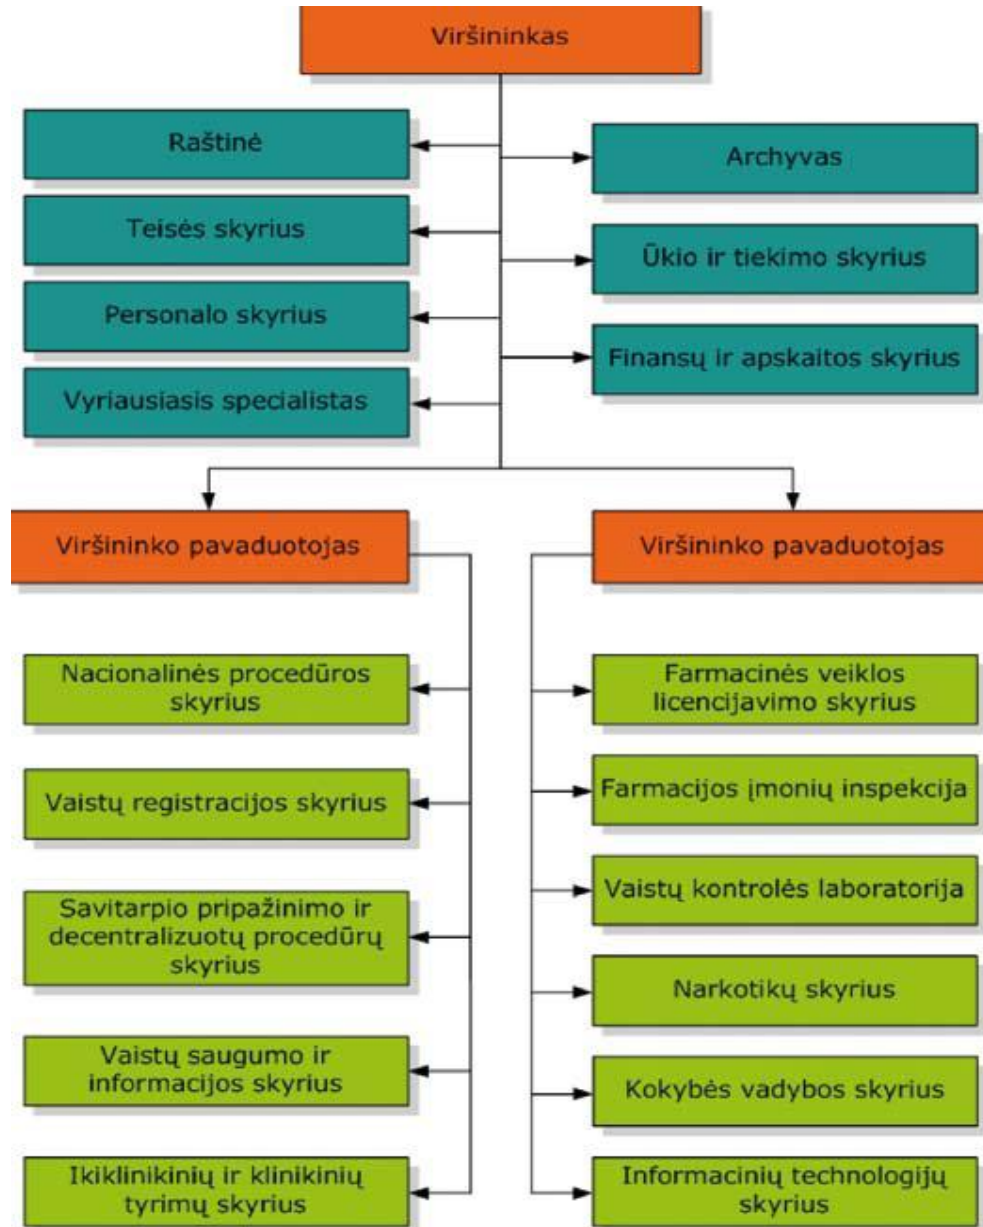 Viršininkas
Raštinė
Archyvas
Teisės skyrius
Ūkio ir tiekimo skyrius
Personalo skyrius
Finansų ir apskaitos skyrius
Vyriausiasis specialistas
Viršininko pavaduotojas
Viršininko pavaduotojas
Nacionalinės procedūros
skyrius
Vaistų registracijos skyrius
Savitarpio pripažinimo ir
decentralizuotų procedūrų
skyrius
Vaistų saugumo ir
informacijos skyrius
Ikiklinikinių ir klinikinių
tyrimų skyrius
Farmacinės veiklos
licencijavimo skyrius
Farmacijos įmonių inspekcija
Vaistų kontrolės laboratorija
Narkotikų skyrius
Kokybės vadybos skyrius
Informacinių technologijų
skyrius